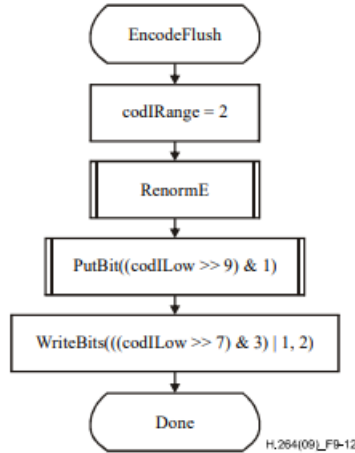 EncodeFlush
codIRange = 2
RenormE
PutBit((codILow >> 9) & 1)
WriteBits(((codILow >> 7) & 3) | 1, 2)
Done
H.264(09)_F9-12